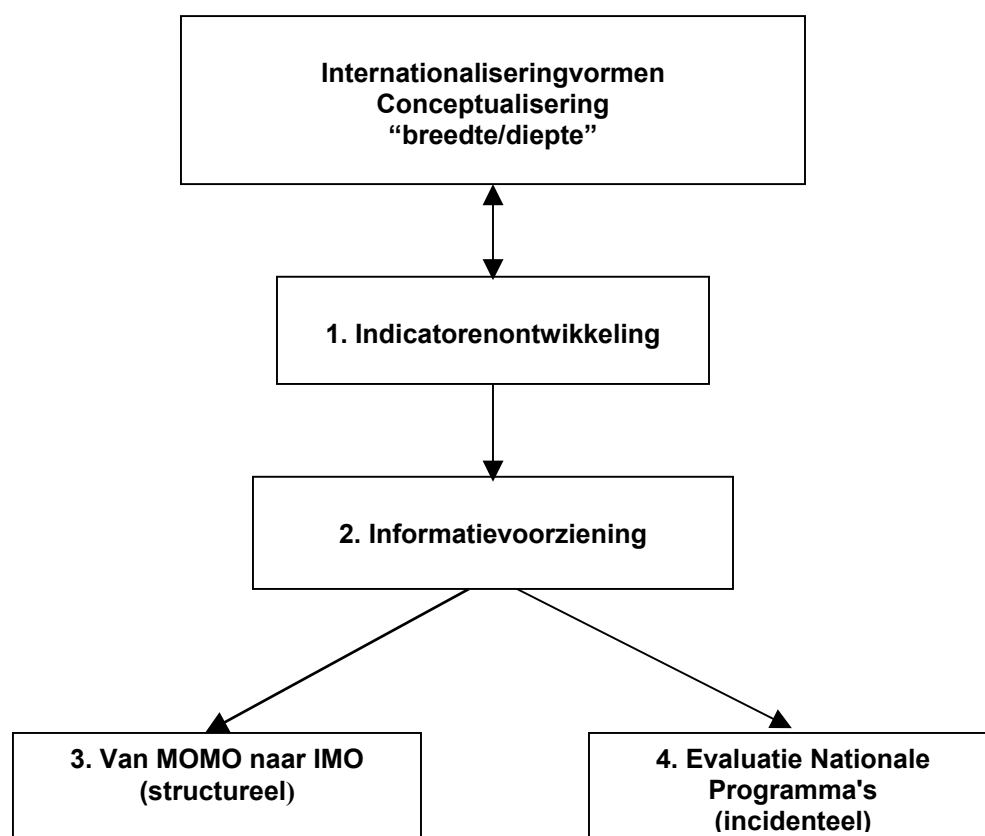 Internationaliseringvormen
Conceptualisering
“breedte/diepte”
1. Indicatorenontwikkeling
2. Informatievoorziening
3. Van MOMO naar IMO
(structureel)
4. Evaluatie Nationale
Programma's
(incidenteel)